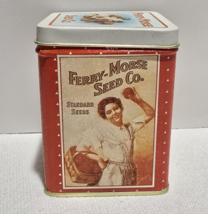 FERRY-MORSE
SEED CO.
STANDARD
SEEDS